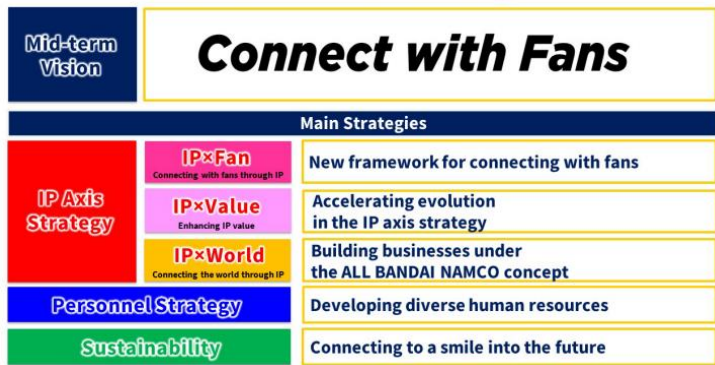 Mid-term
Vision
Connect with Fans
Main Strategies
IP Axis
Strategy
IP×Fan
Connecting with fans through IP
New framework for connecting with fans
IP×Value
Enhancing IP value
Accelerating evolution
in the IP axis strategy
IP×World
Connecting the world through IP
Building businesses under
the ALL BANDAI NAMCO concept
Personnel Strategy
Developing diverse human resources
Sustainability
Connecting to a smile into the future